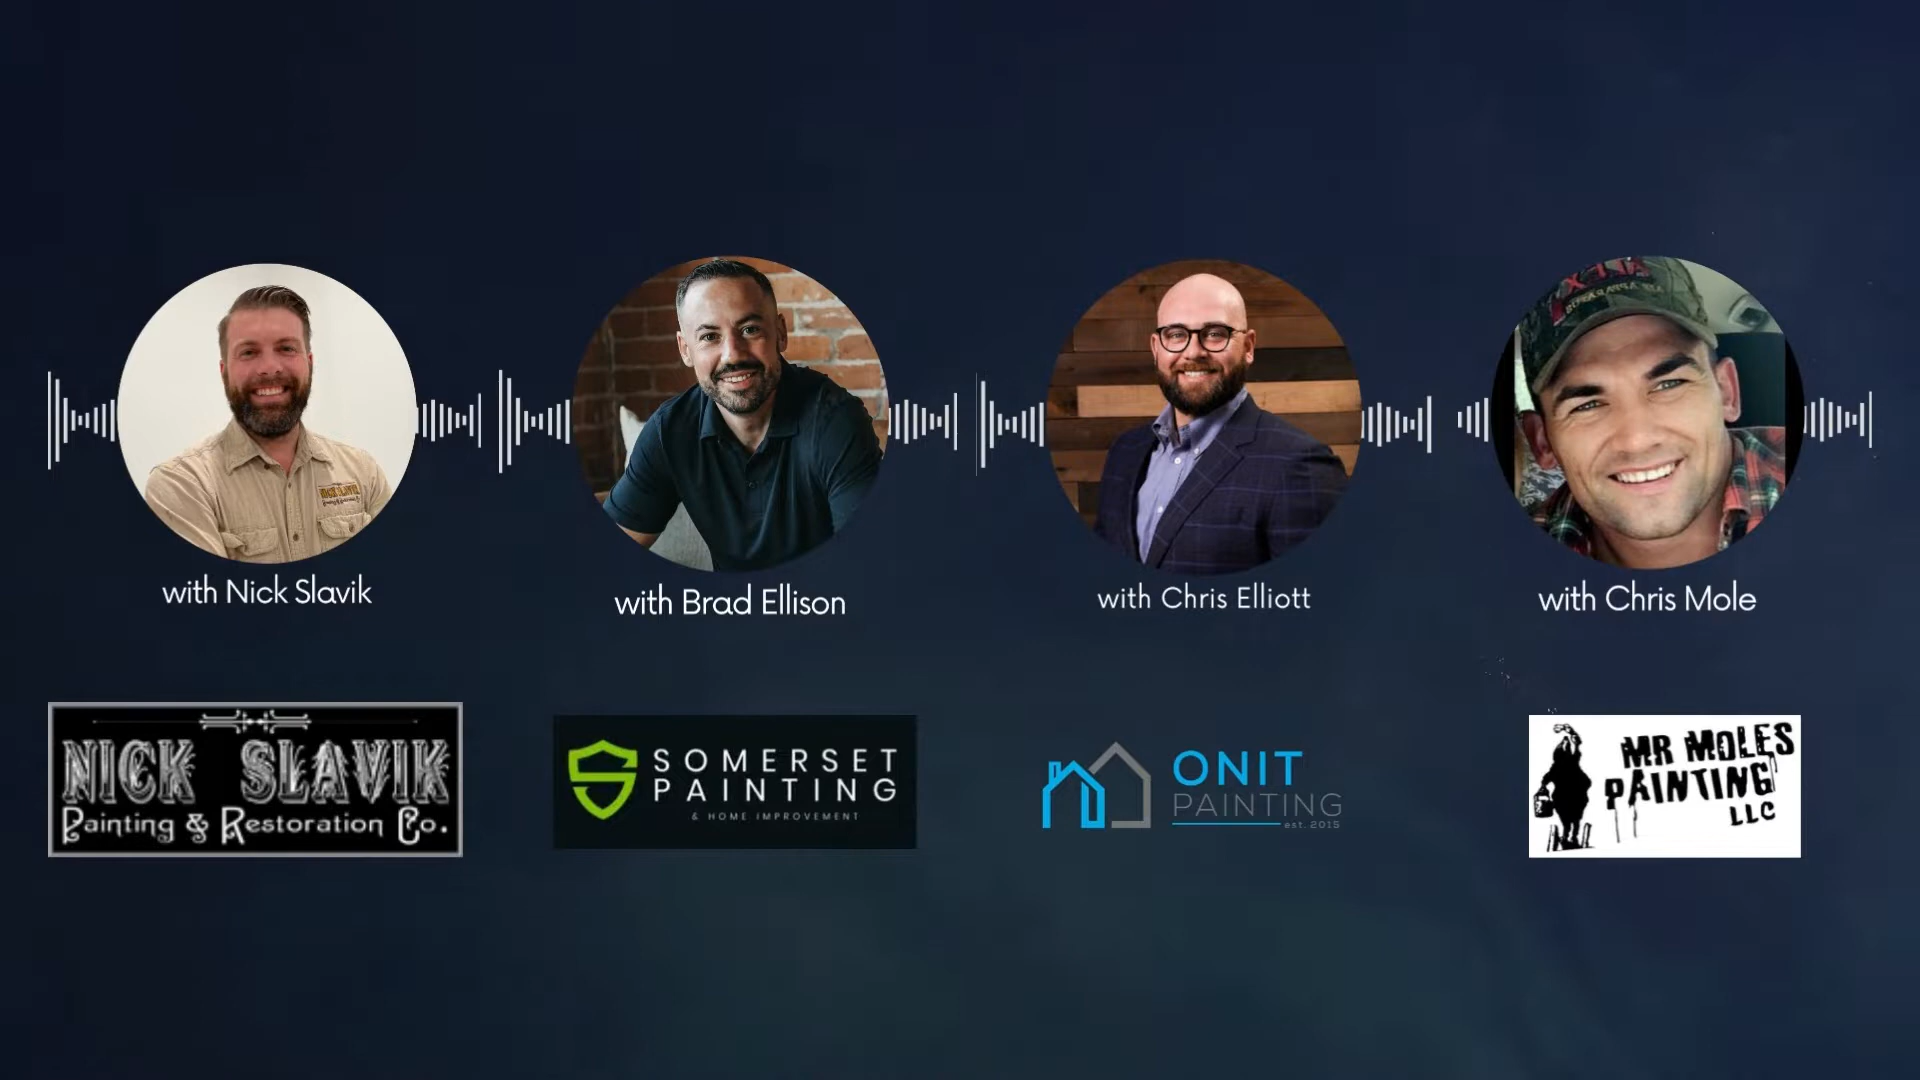 with Nick Slavik
with Brad Ellison
with Chris Elliott
with Chris Mole
NICK SLAVIK
Painting & Restoration Co.
SOMERSET
PAINTING
& HOME IMPROVEMENT
ONIT
PAINTING
est. 2015
MR MOLES
PAINTING
LLC